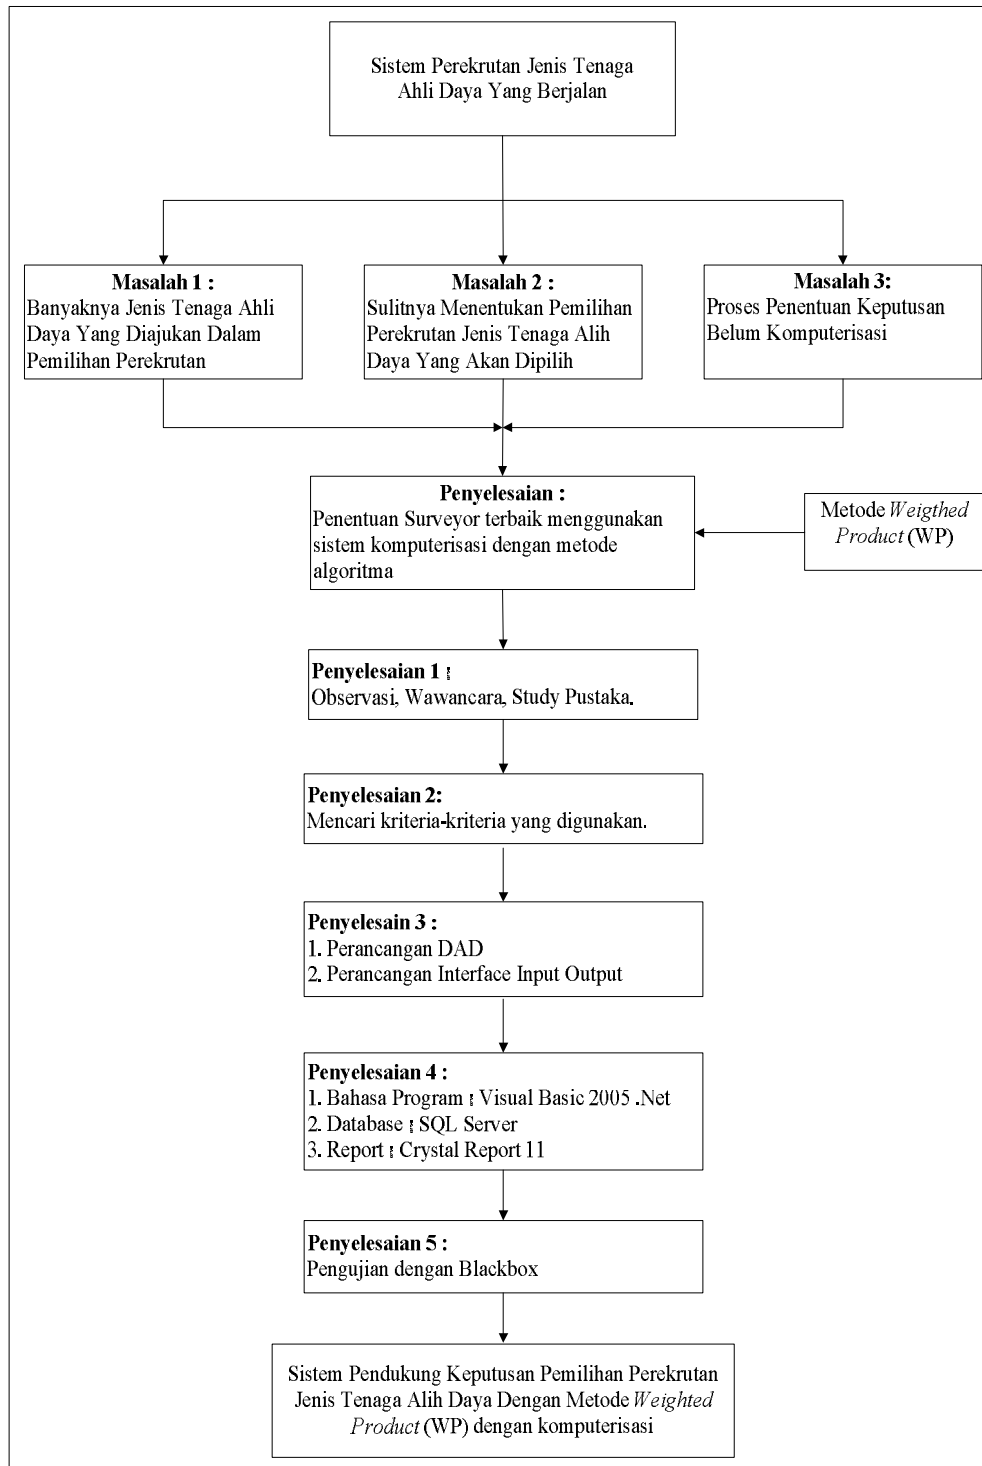 Sistem Perekrutan Jenis Tenaga
Ahli Daya Yang Berjalan
Masalah 1 :
Banyaknya Jenis Tenaga Ahli
Daya Yang Diajukan Dalam
Pemilihan Perekrutan
Masalah 2 :
Sulitnya Menentukan Pemilihan
Perekrutan Jenis Tenaga Alih
Daya Yang Akan Dipilih
Masalah 3:
Proses Penentuan Keputusan
Belum Komputerisasi
Penyelesaian :
Penentuan Surveyor terbaik menggunakan
sistem komputerisasi dengan metode
algoritma
Metode Weigthed
Product (WP)
Penyelesaian 1 :
Observasi, Wawancara, Study Pustaka.
Penyelesaian 2:
Mencari kriteria-kriteria yang digunakan.
Penyelesain 3 :
1. Perancangan DAD
2. Perancangan Interface Input Output
Penyelesaian 4 :
1. Bahasa Program : Visual Basic 2005 .Net
2. Database : SQL Server
3. Report : Crystal Report 11
Penyelesaian 5 :
Pengujian dengan Blackbox
Sistem Pendukung Keputusan Pemilihan Perekrutan
Jenis Tenaga Alih Daya Dengan Metode Weighted
Product (WP) dengan komputerisasi